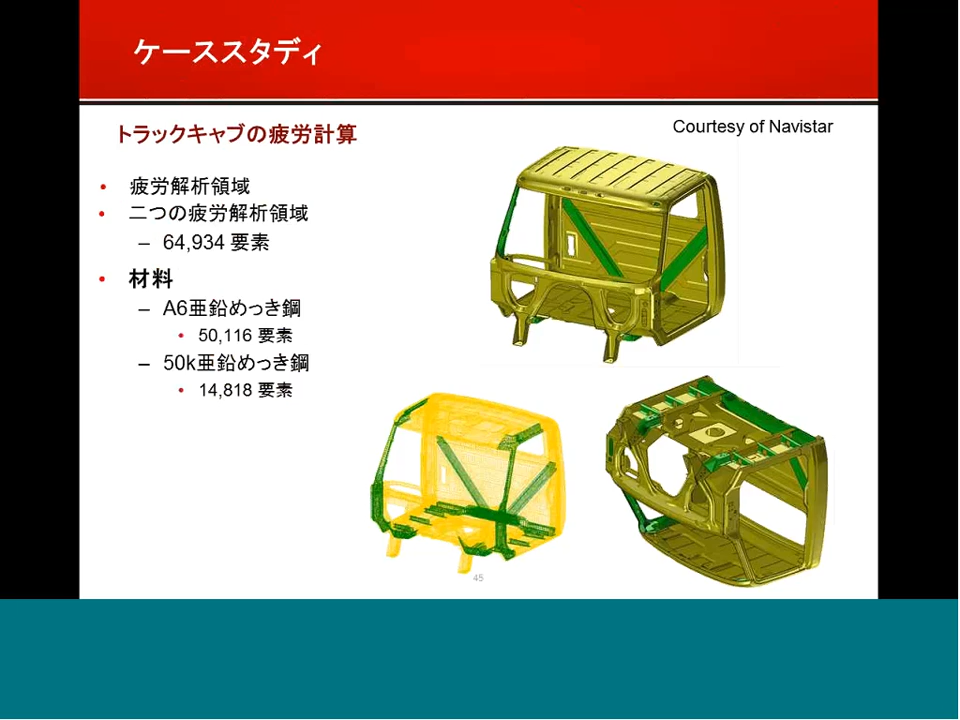 ケーススタディ
トラックキャブの疲労計算
Courtesy of Navistar
• 疲労解析領域
• 二つの疲労解析領域
– 64,934 要素
• 材料
– A6亜鉛めっき鋼
• 50,116 要素
– 50k亜鉛めっき鋼
• 14,818 要素
45